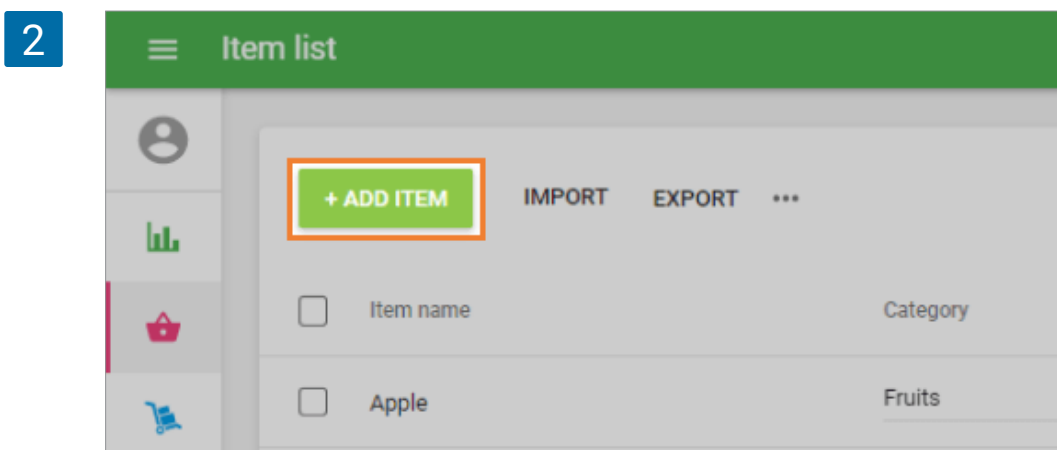 2
Item list
+ ADD ITEM IMPORT EXPORT •••
Item name Category
Apple Fruits